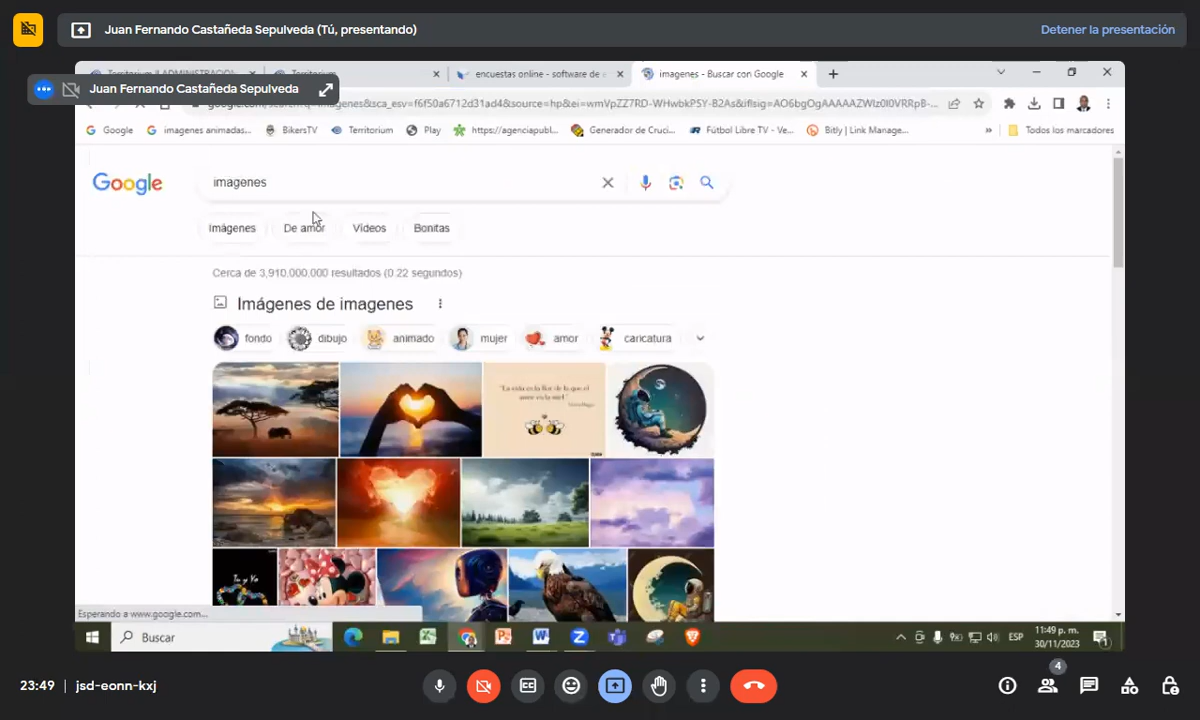 Juan Fernando Castañeda Sepulveda (Tú, presentando)
Detener la presentación
Territorium
encuestas online - software de
imagenes - Buscar con Google
Juan Fernando Castañeda Sepulveda
Google
imagenes animadas...
BikersTV
Territorium
Play
https://agenciapubl...
Generador de Cruci...
Fútbol Libre TV - Ve...
Bitly | Link Manage...
»
Todos los marcadores
Google
imagenes
Imágenes
De amor
Videos
Bonitas
Cerca de 3,910,000,000 resultados (0.22 segundos)
Imágenes de imagenes
fondo
dibujo
animado
mujer
amor
caricatura
Tu y Yo
Esperando a www.google.com...
Buscar
ESP
11:49 p. m.
30/11/2023
1
23:49 | jsd-eonn-kxj
4